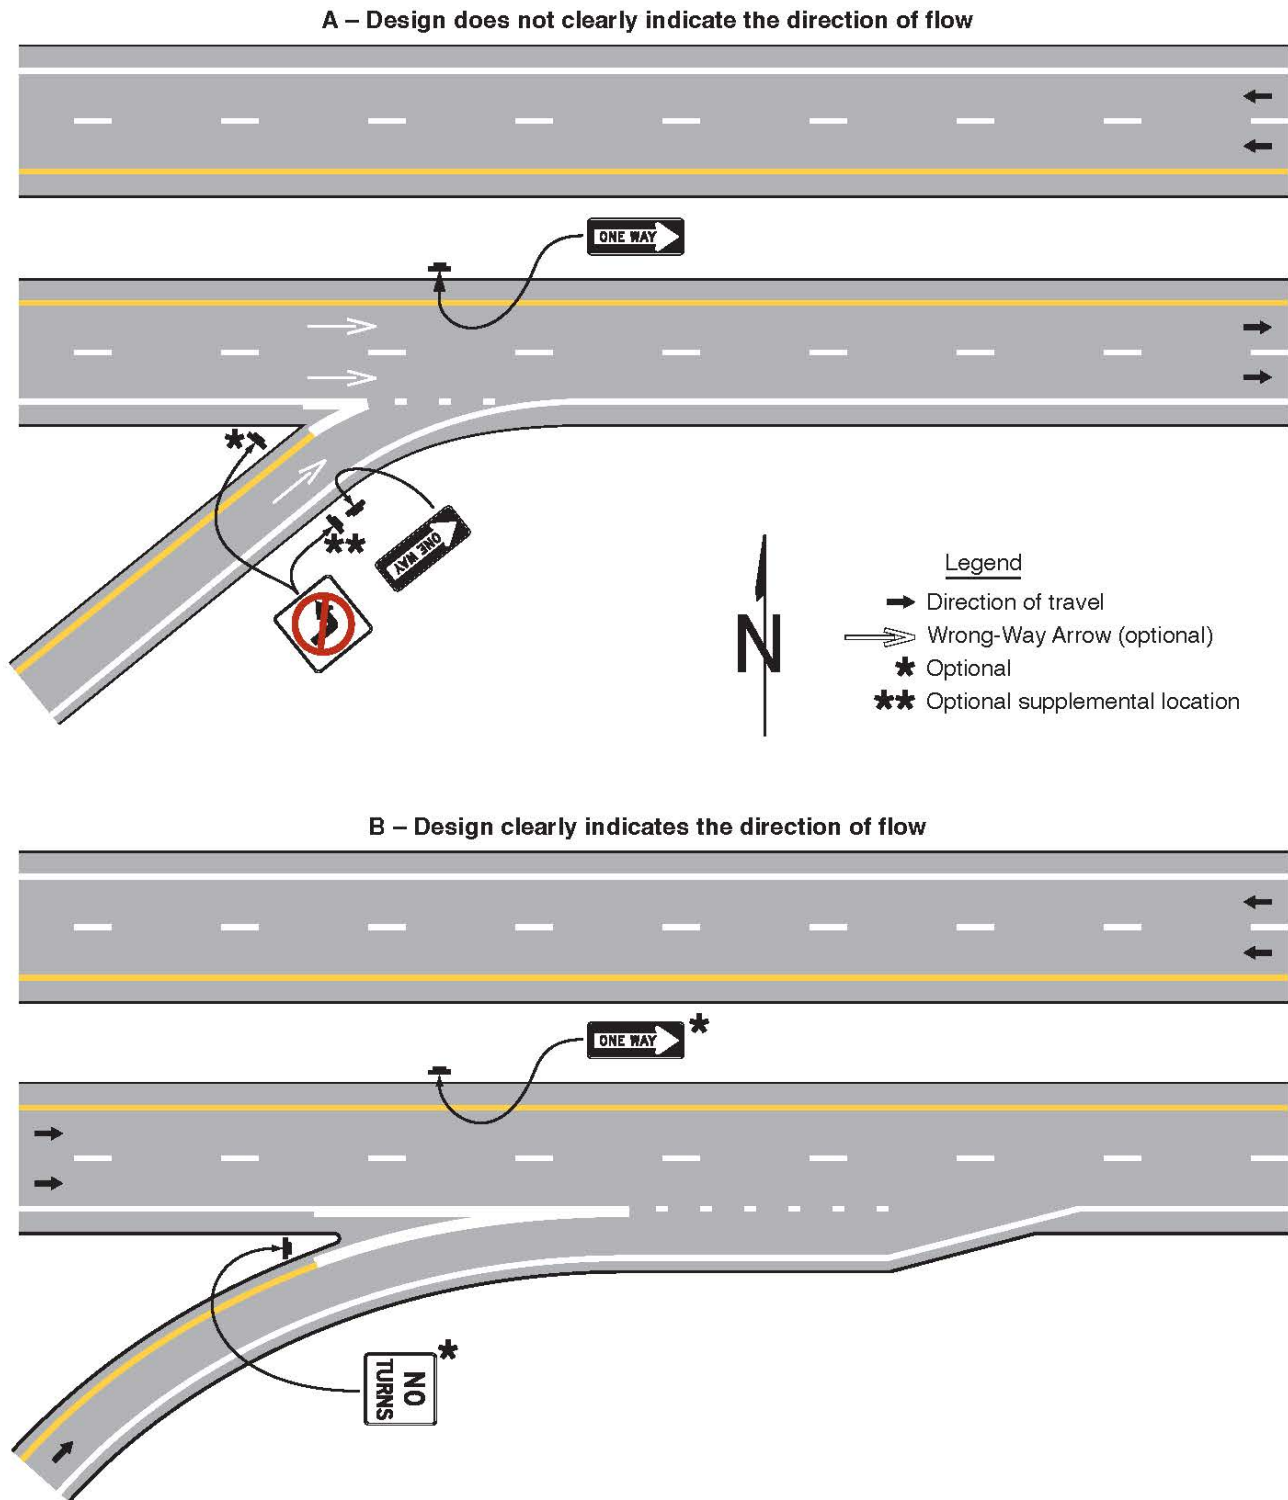 A – Design does not clearly indicate the direction of flow
ONE WAY
ONE WAY
*
**
N
Legend
Direction of travel
Wrong-Way Arrow (optional)
* Optional
** Optional supplemental location
B – Design clearly indicates the direction of flow
ONE WAY *
NO *
TURNS